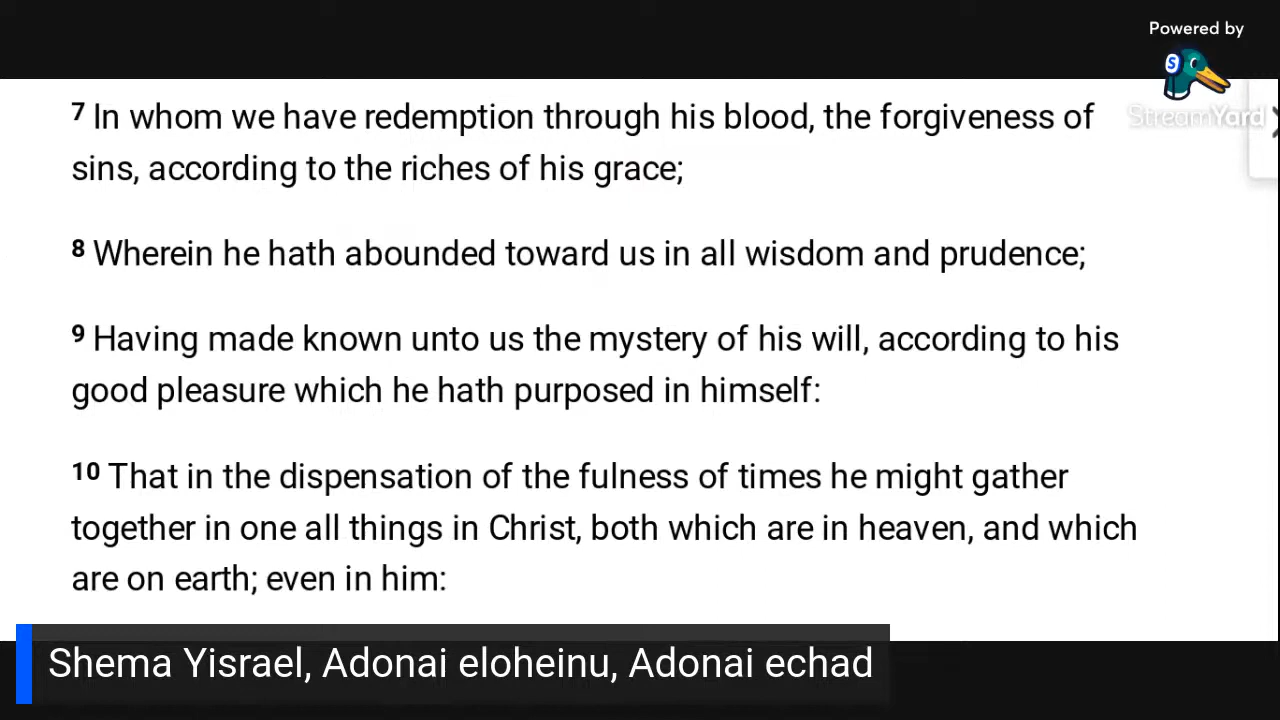 Powered by
StreamYard
7 In whom we have redemption through his blood, the forgiveness of
sins, according to the riches of his grace;
8 Wherein he hath abounded toward us in all wisdom and prudence;
9 Having made known unto us the mystery of his will, according to his
good pleasure which he hath purposed in himself:
10 That in the dispensation of the fulness of times he might gather
together in one all things in Christ, both which are in heaven, and which
are on earth; even in him:
Shema Yisrael, Adonai eloheinu, Adonai echad